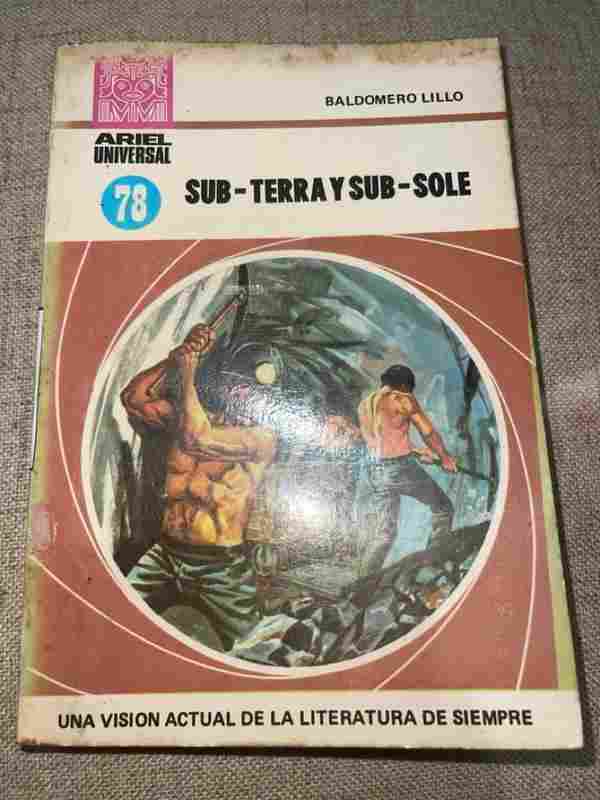 BALDOMERO LILLO
ARIEL
UNIVERSAL
78
SUB-TERRA Y SUB-SOLE
UNA VISION ACTUAL DE LA LITERATURA DE SIEMPRE